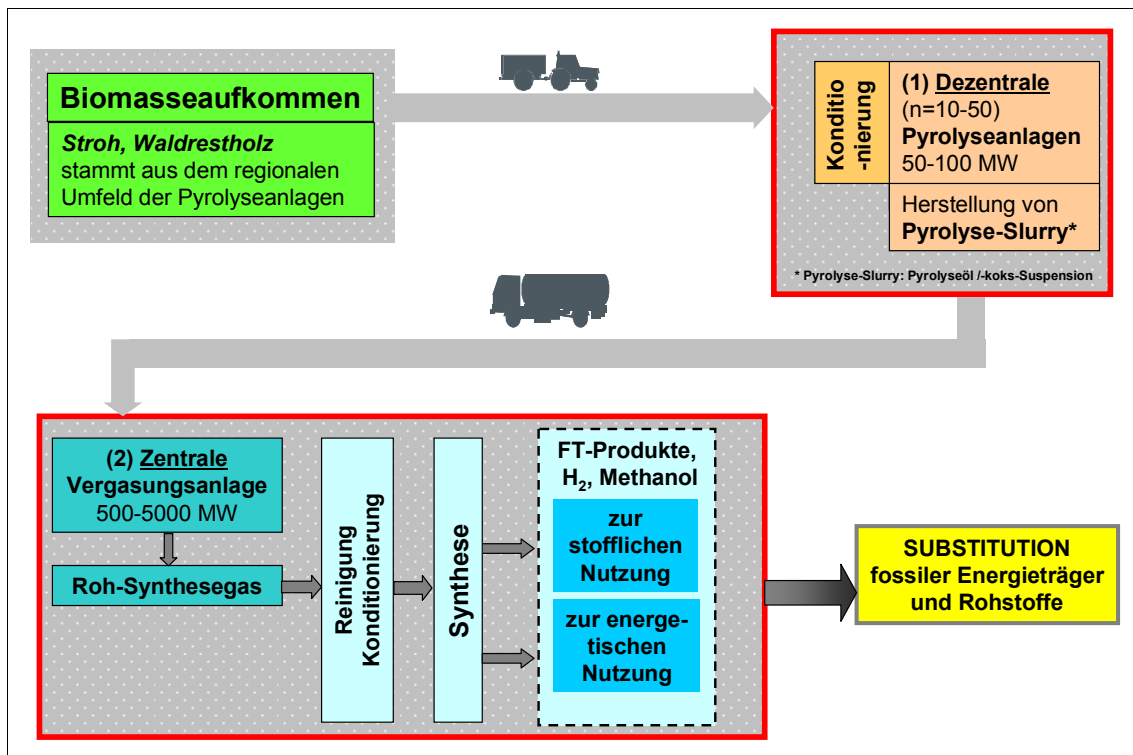 Biomasseaufkommen
Stroh, Waldrestholz
stammt aus dem regionalen
Umfeld der Pyrolyseanlagen
Konditio
-nierung
(1) Dezentrale
(n=10-50)
Pyrolyseanlagen
50-100 MW
Herstellung von
Pyrolyse-Slurry*
* Pyrolyse-Slurry: Pyrolyseöl /-koks-Suspension
(2) Zentrale
Vergasungsanlage
500-5000 MW
Roh-Synthesegas
Reinigung
Konditionierung
Synthese
FT-Produkte,
H₂, Methanol
zur
stofflichen
Nutzung
zur energe-
tischen
Nutzung
SUBSTITUTION
fossiler Energieträger
und Rohstoffe